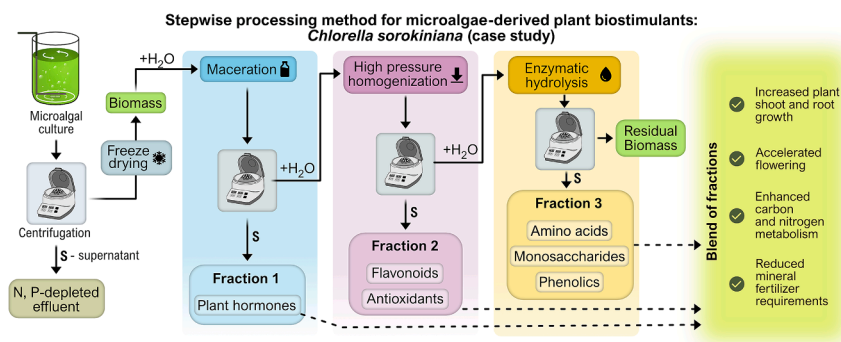 Stepwise processing method for microalgae-derived plant biostimulants:
Chlorella sorokiniana (case study)
Microalgal
culture
Centrifugation
S - supernatant
N, P-depleted
effluent
Freeze
drying
Biomass
+H₂O
Maceration
S
Fraction 1
Plant hormones
+H₂O
High pressure
homogenization
S
Fraction 2
Flavonoids
Antioxidants
+H₂O
Enzymatic
hydrolysis
Residual
Biomass
S
Fraction 3
Amino acids
Monosaccharides
Phenolics
Blend of fractions
Increased plant
shoot and root
growth
Accelerated
flowering
Enhanced
carbon
and nitrogen
metabolism
Reduced
mineral
fertilizer
requirements